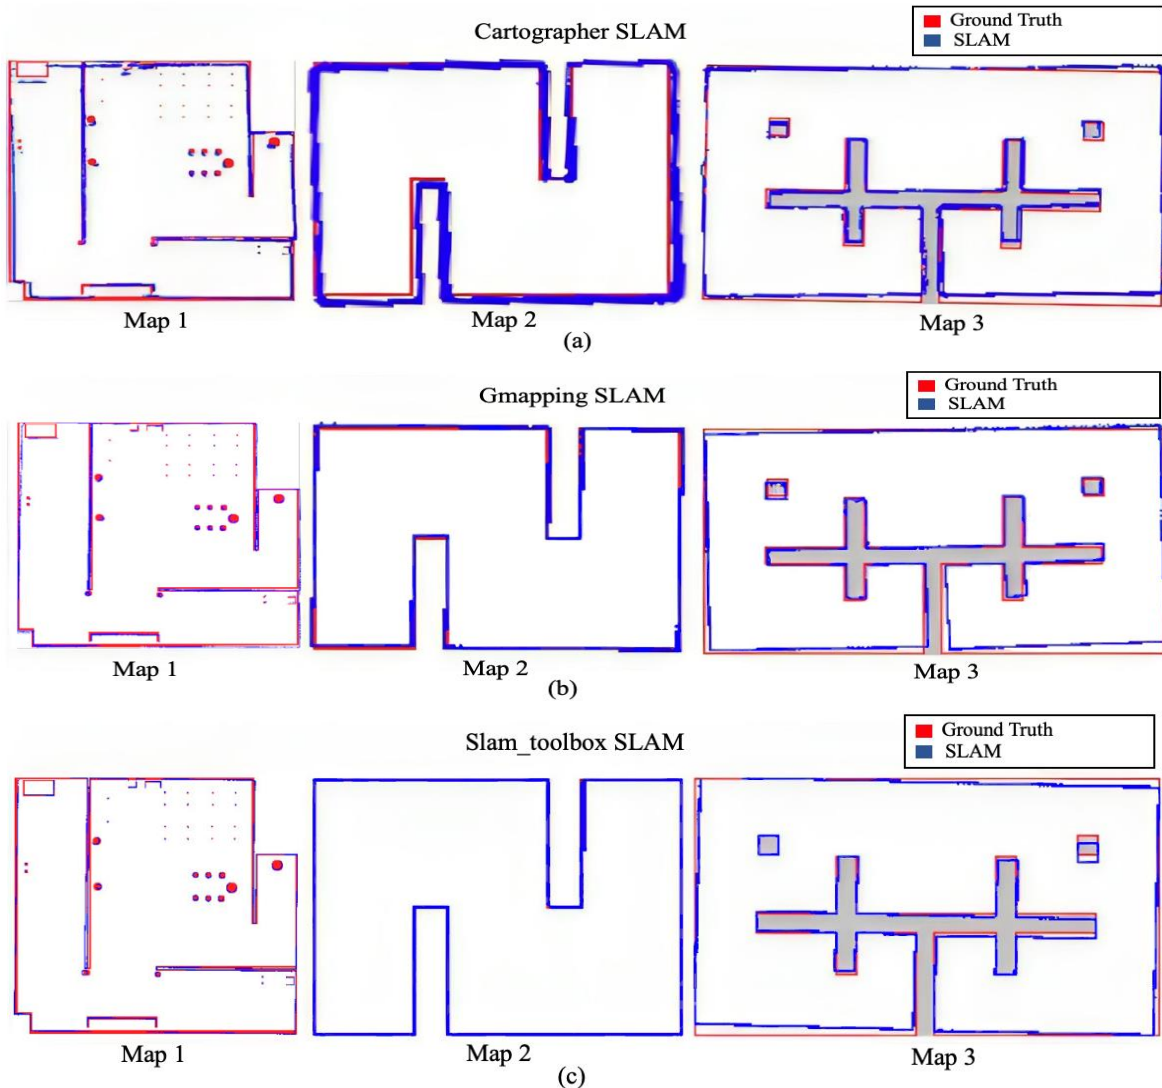 Cartographer SLAM
Ground Truth
SLAM
Map 1
Map 2
Map 3
(a)
Gmapping SLAM
Ground Truth
SLAM
Map 1
Map 2
Map 3
(b)
Slam_toolbox SLAM
Ground Truth
SLAM
Map 1
Map 2
Map 3
(c)